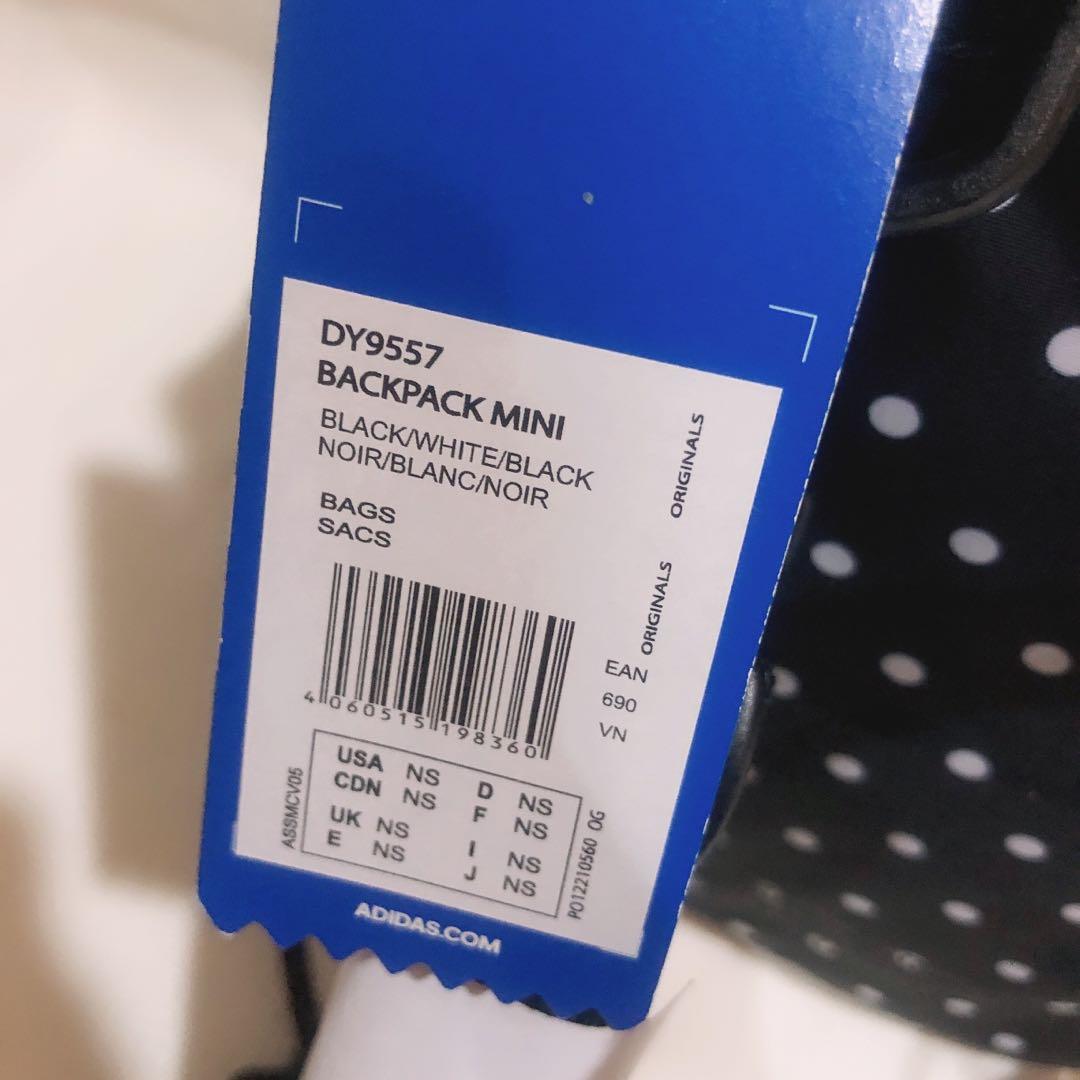 DY9557
BACKPACK MINI
BLACK/WHITE/BLACK
NOIR/BLANC/NOIR
BAGS
SACS
ORIGINALS
ORIGINALS
EAN
690
VN
4 060515 198360
USA NS
CDN NS
UK NS
E NS
D NS
F NS
I NS
J NS
ASSMCV05
PO12210560 OG
ADIDAS.COM